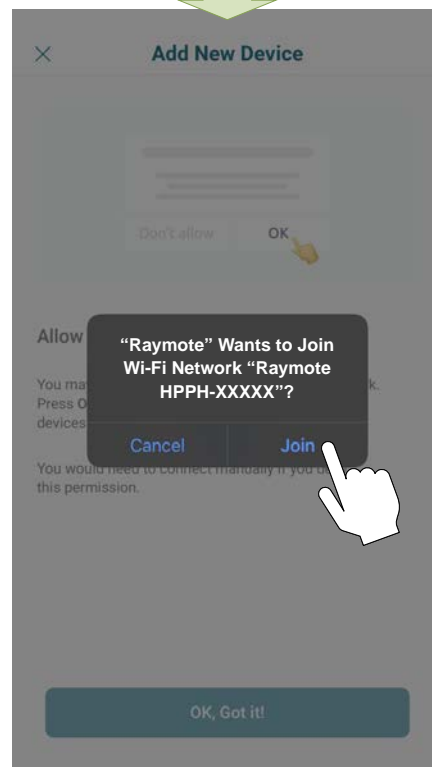 Add New Device
Don't allow OK
Allow
“Raymote” Wants to Join
Wi-Fi Network “Raymote
HPPH-XXXXX”?
You ma k.
Press O
devices
Cancel Join
You would need to connect manually if you
this permission.
OK, Got it!